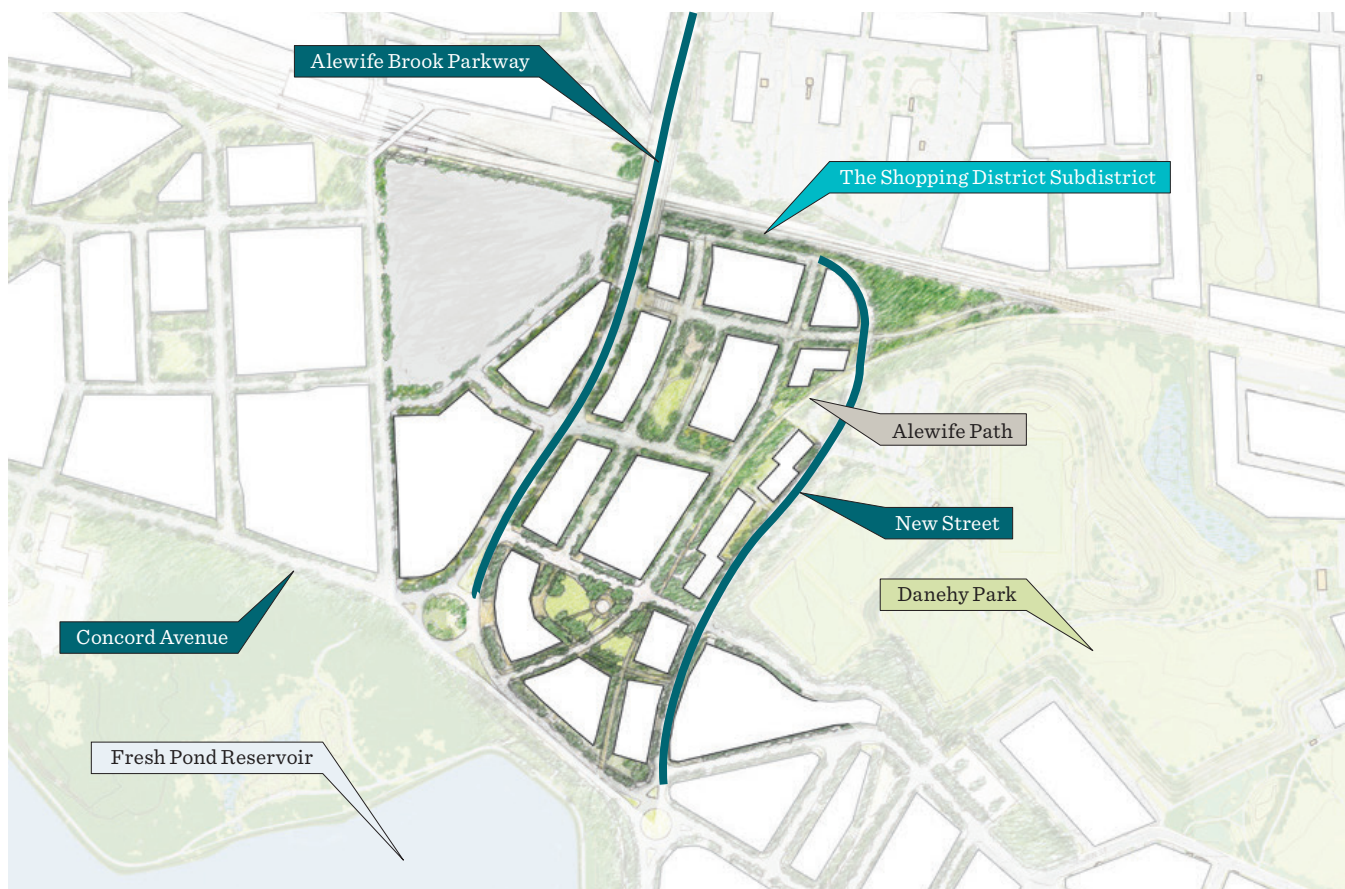 Alewife Brook Parkway
The Shopping District Subdistrict
Alewife Path
New Street
Danehy Park
Concord Avenue
Fresh Pond Reservoir